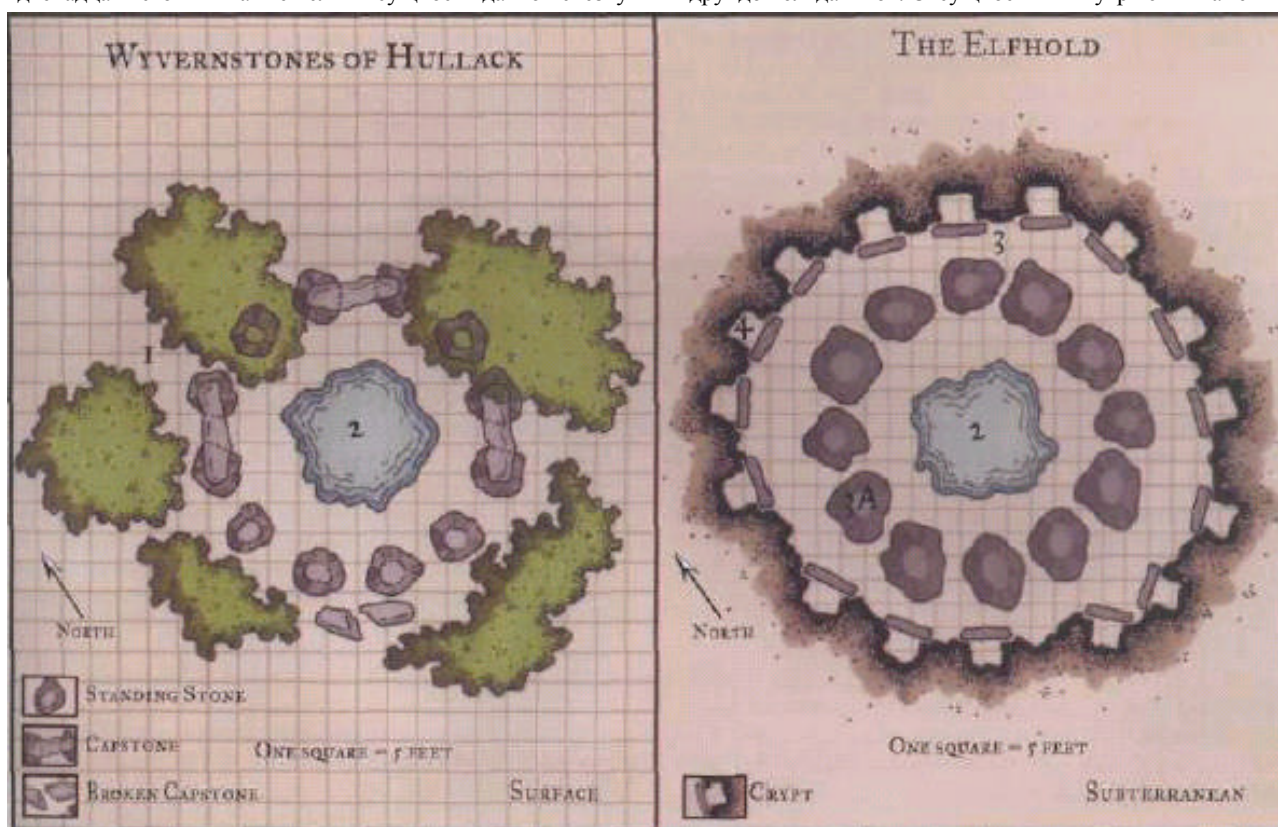 WYVERNSTONES OF HULLACK
1
2
NORTH
STANDING STONE
CAPSTONE
BROKEN CAPSTONE
ONE SQUARE = 5 FEET
SURFACE
THE ELFHOLD
3
4
2
A
NORTH
ONE SQUARE = 5 FEET
CRYPT
SUBTERRANEAN